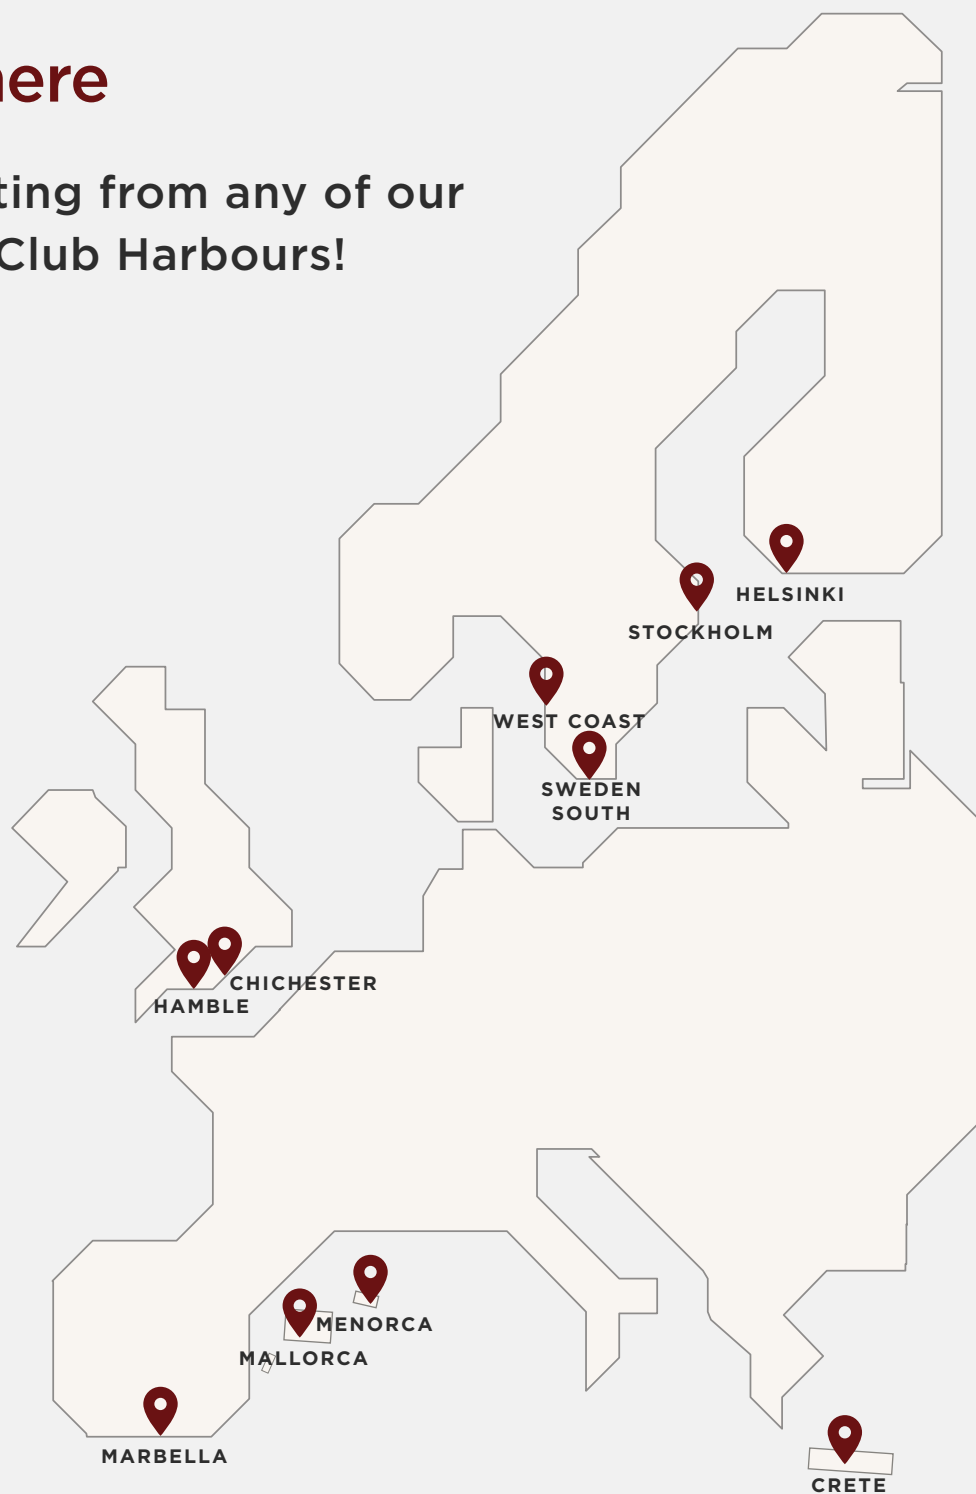 ere
ting from any of our
Club Harbours!
HELSINKI
STOCKHOLM
WEST COAST
SWEDEN
SOUTH
CHICHESTER
HAMBLE
MENORCA
MALLORCA
MARBELLA
CRETE